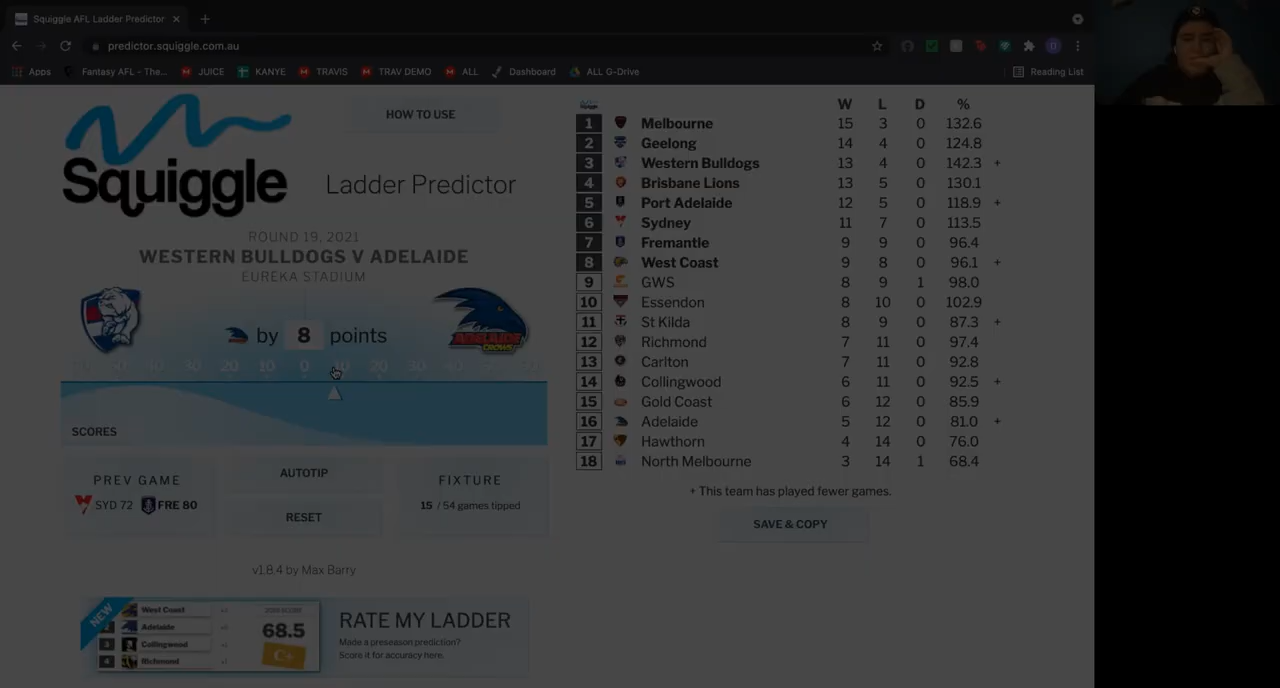 Squiggle AFL Ladder Predictor
predictor.squiggle.com.au
Apps Fantasy AFL - The... JUICE KANYE TRAVIS TRAV DEMO ALL Dashboard ALL G-Drive Reading List
HOW TO USE
Squiggle Ladder Predictor
ROUND 19, 2021
WESTERN BULLDOGS V ADELAIDE
EUREKA STADIUM
ADELAIDE
CROWS
by 8 points
30 20 10 0 10 20 30
SCORES
PREV GAME
SYD 72 FRE 80
AUTOTIP
RESET
FIXTURE
15 / 54 games tipped
v1.8.4 by Max Barry
NEW
West Coast
Adelaide
3 Collingwood
4 Richmond
68.5
C+
RATE MY LADDER
Made a preseason prediction?
Score it for accuracy here.
W L D %
1 Melbourne 15 3 0 132.6
2 Geelong 14 4 0 124.8
3 Western Bulldogs 13 4 0 142.3 +
4 Brisbane Lions 13 5 0 130.1
5 Port Adelaide 12 5 0 118.9 +
6 Sydney 11 7 0 113.5
7 Fremantle 9 9 0 96.4
8 West Coast 9 8 0 96.1 +
9 GWS 8 9 1 98.0
10 Essendon 8 10 0 102.9
11 St Kilda 8 9 0 87.3 +
12 Richmond 7 11 0 97.4
13 Carlton 7 11 0 92.8
14 Collingwood 6 11 0 92.5 +
15 Gold Coast 6 12 0 85.9
16 Adelaide 5 12 0 81.0 +
17 Hawthorn 4 14 0 76.0
18 North Melbourne 3 14 1 68.4
+ This team has played fewer games.
SAVE & COPY